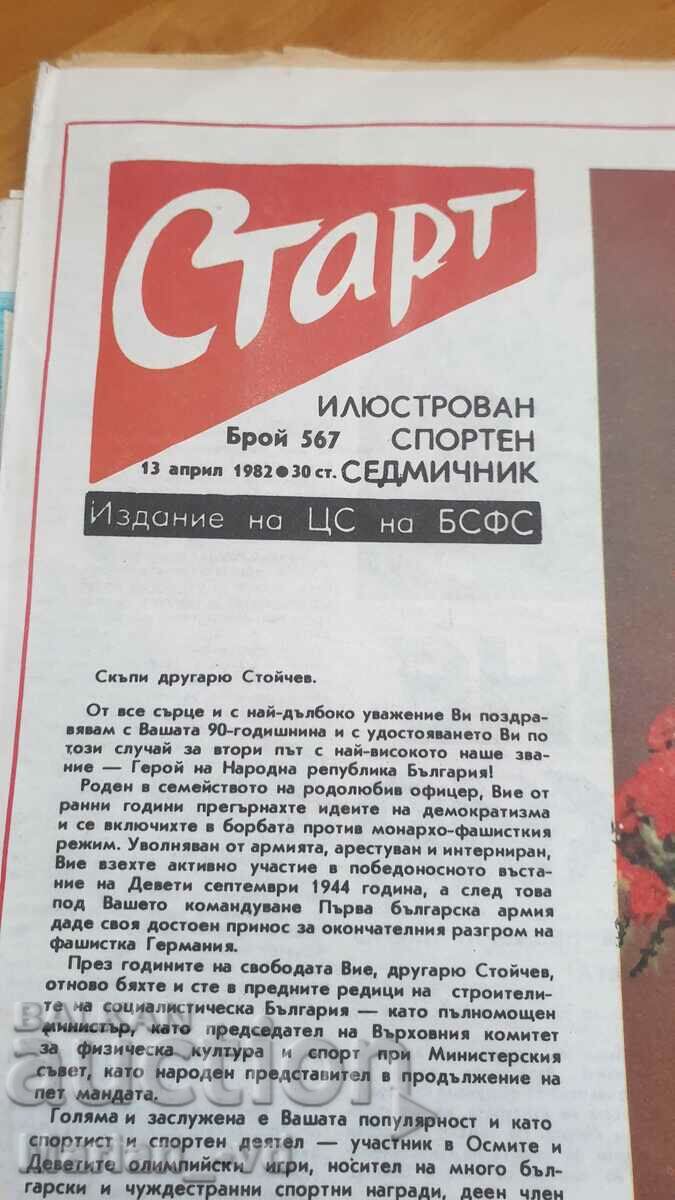 Старт
ИЛЮСТРОВАН
Брой 567 СПОРТЕН
13 април 1982 ● 30 ст. СЕДМИЧНИК
Издание на ЦС на БСФС
Скъпи другарю Стойчев.
От все сърце и с най-дълбоко уважение Ви поздра-
вявам с Вашата 90-годишнина и с удостояването Ви по
този случай за втори път с най-високото наше зва-
ние — Герой на Народна република България!
Роден в семейството на родолюбив офицер, Вие от
ранни години прегърнахте идеите на демократизма
и се включихте в борбата против монархо-фашисткия
режим. Уволняван от армията, арестуван и интерниран,
Вие взехте активно участие в победоносното въста-
ние на Девети септември 1944 година, а след това
под Вашето командуване Първа българска армия
даде своя достоен принос за окончателния разгром на
фашистка Германия.
През годините на свободата Вие, другарю Стойчев,
отново бяхте и сте в предните редици на строители-
те на социалистическа България — като пълномощен
министър, като председател на Върховния комитет
за физическа култура и спорт при Министерския
съвет, като народен представител в продължение на
пет мандата.
Голяма и заслужена е Вашата популярност и като
спортист и спортен деятел — участник в Осмите и
Деветите олимпийски игри, носител на много бъл-
гарски и чуждестранни спортни награди, деен член
BALKAN
auction